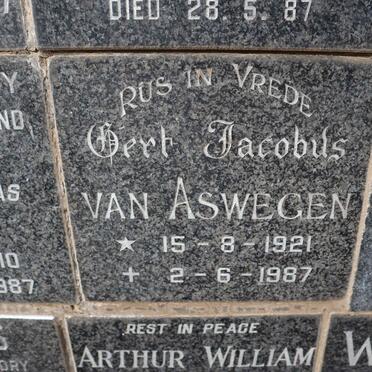 DIED 28.5.87
RUS IN VREDE
Gert Jacobus
VAN ASWEGEN
★ 15-8-1921
+ 2-6-1987
REST IN PEACE
ARTHUR WILLIAM